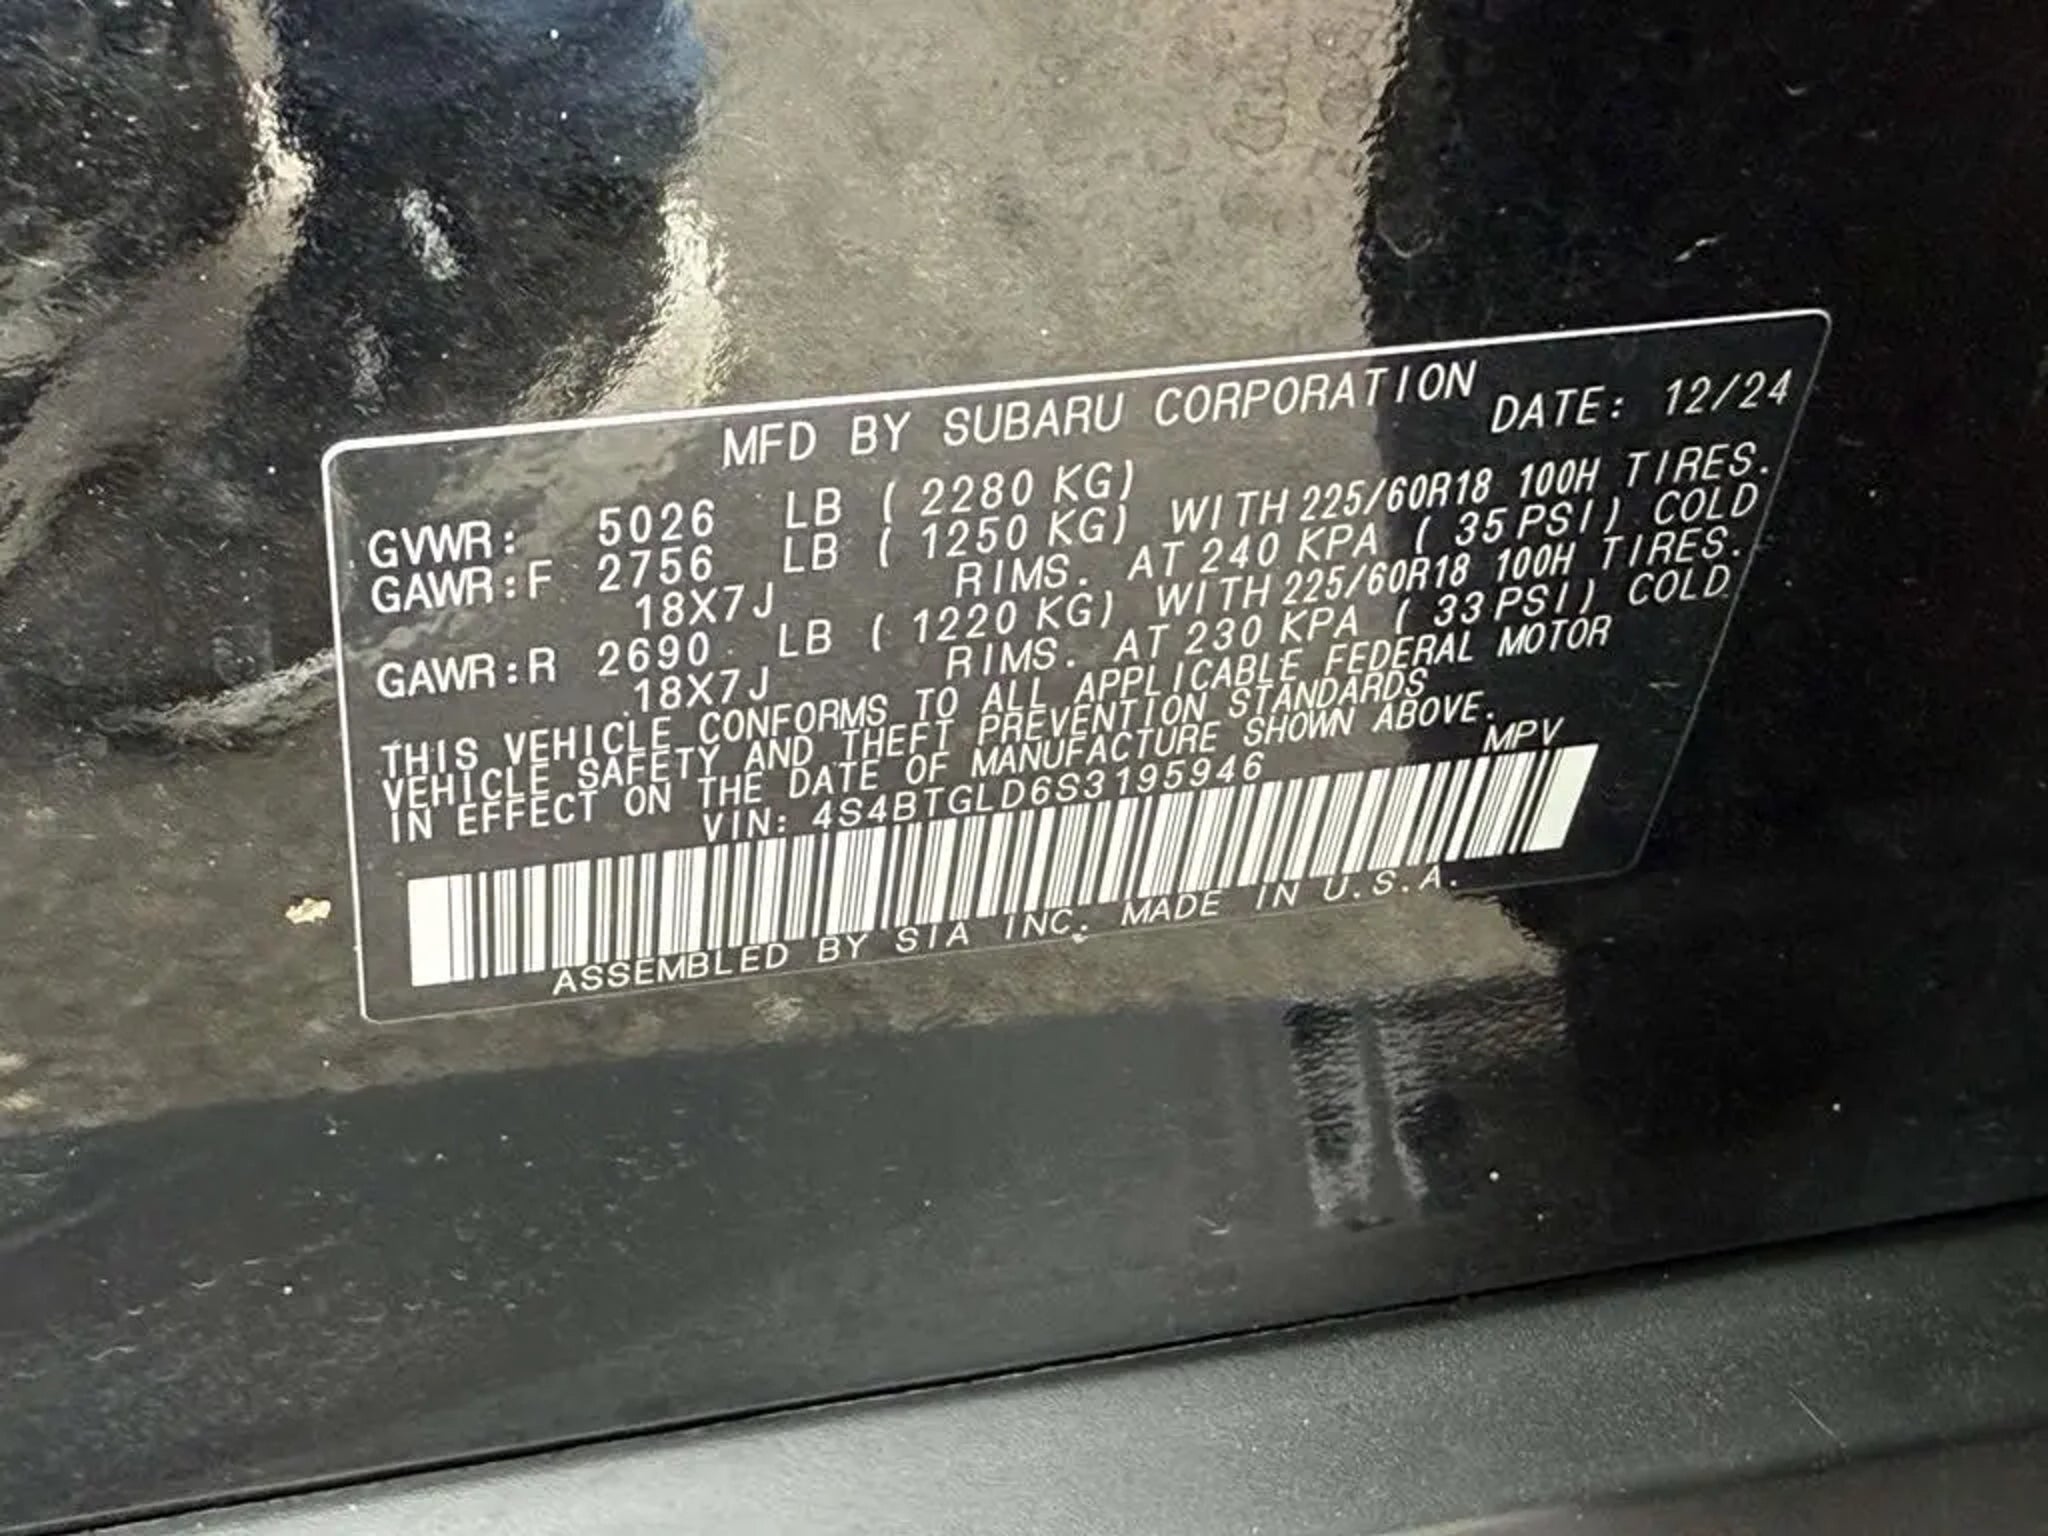 MFD BY SUBARU CORPORATION DATE: 12/24
GVWR: 5026 LB ( 2280 KG)
GAWR:F 2756 LB ( 1250 KG) WITH 225/60R18 100H TIRES.
18X7J RIMS. AT 240 KPA ( 35 PSI) COLD
GAWR:R 2690 LB ( 1220 KG) WITH 225/60R18 100H TIRES.
18X7J RIMS. AT 230 KPA ( 33 PSI) COLD
THIS VEHICLE CONFORMS TO ALL APPLICABLE FEDERAL MOTOR
VEHICLE SAFETY AND THEFT PREVENTION STANDARDS
IN EFFECT ON THE DATE OF MANUFACTURE SHOWN ABOVE.
VIN: 4S4BTGLD6S3195946 MPV
ASSEMBLED BY SIA INC. MADE IN U.S.A.